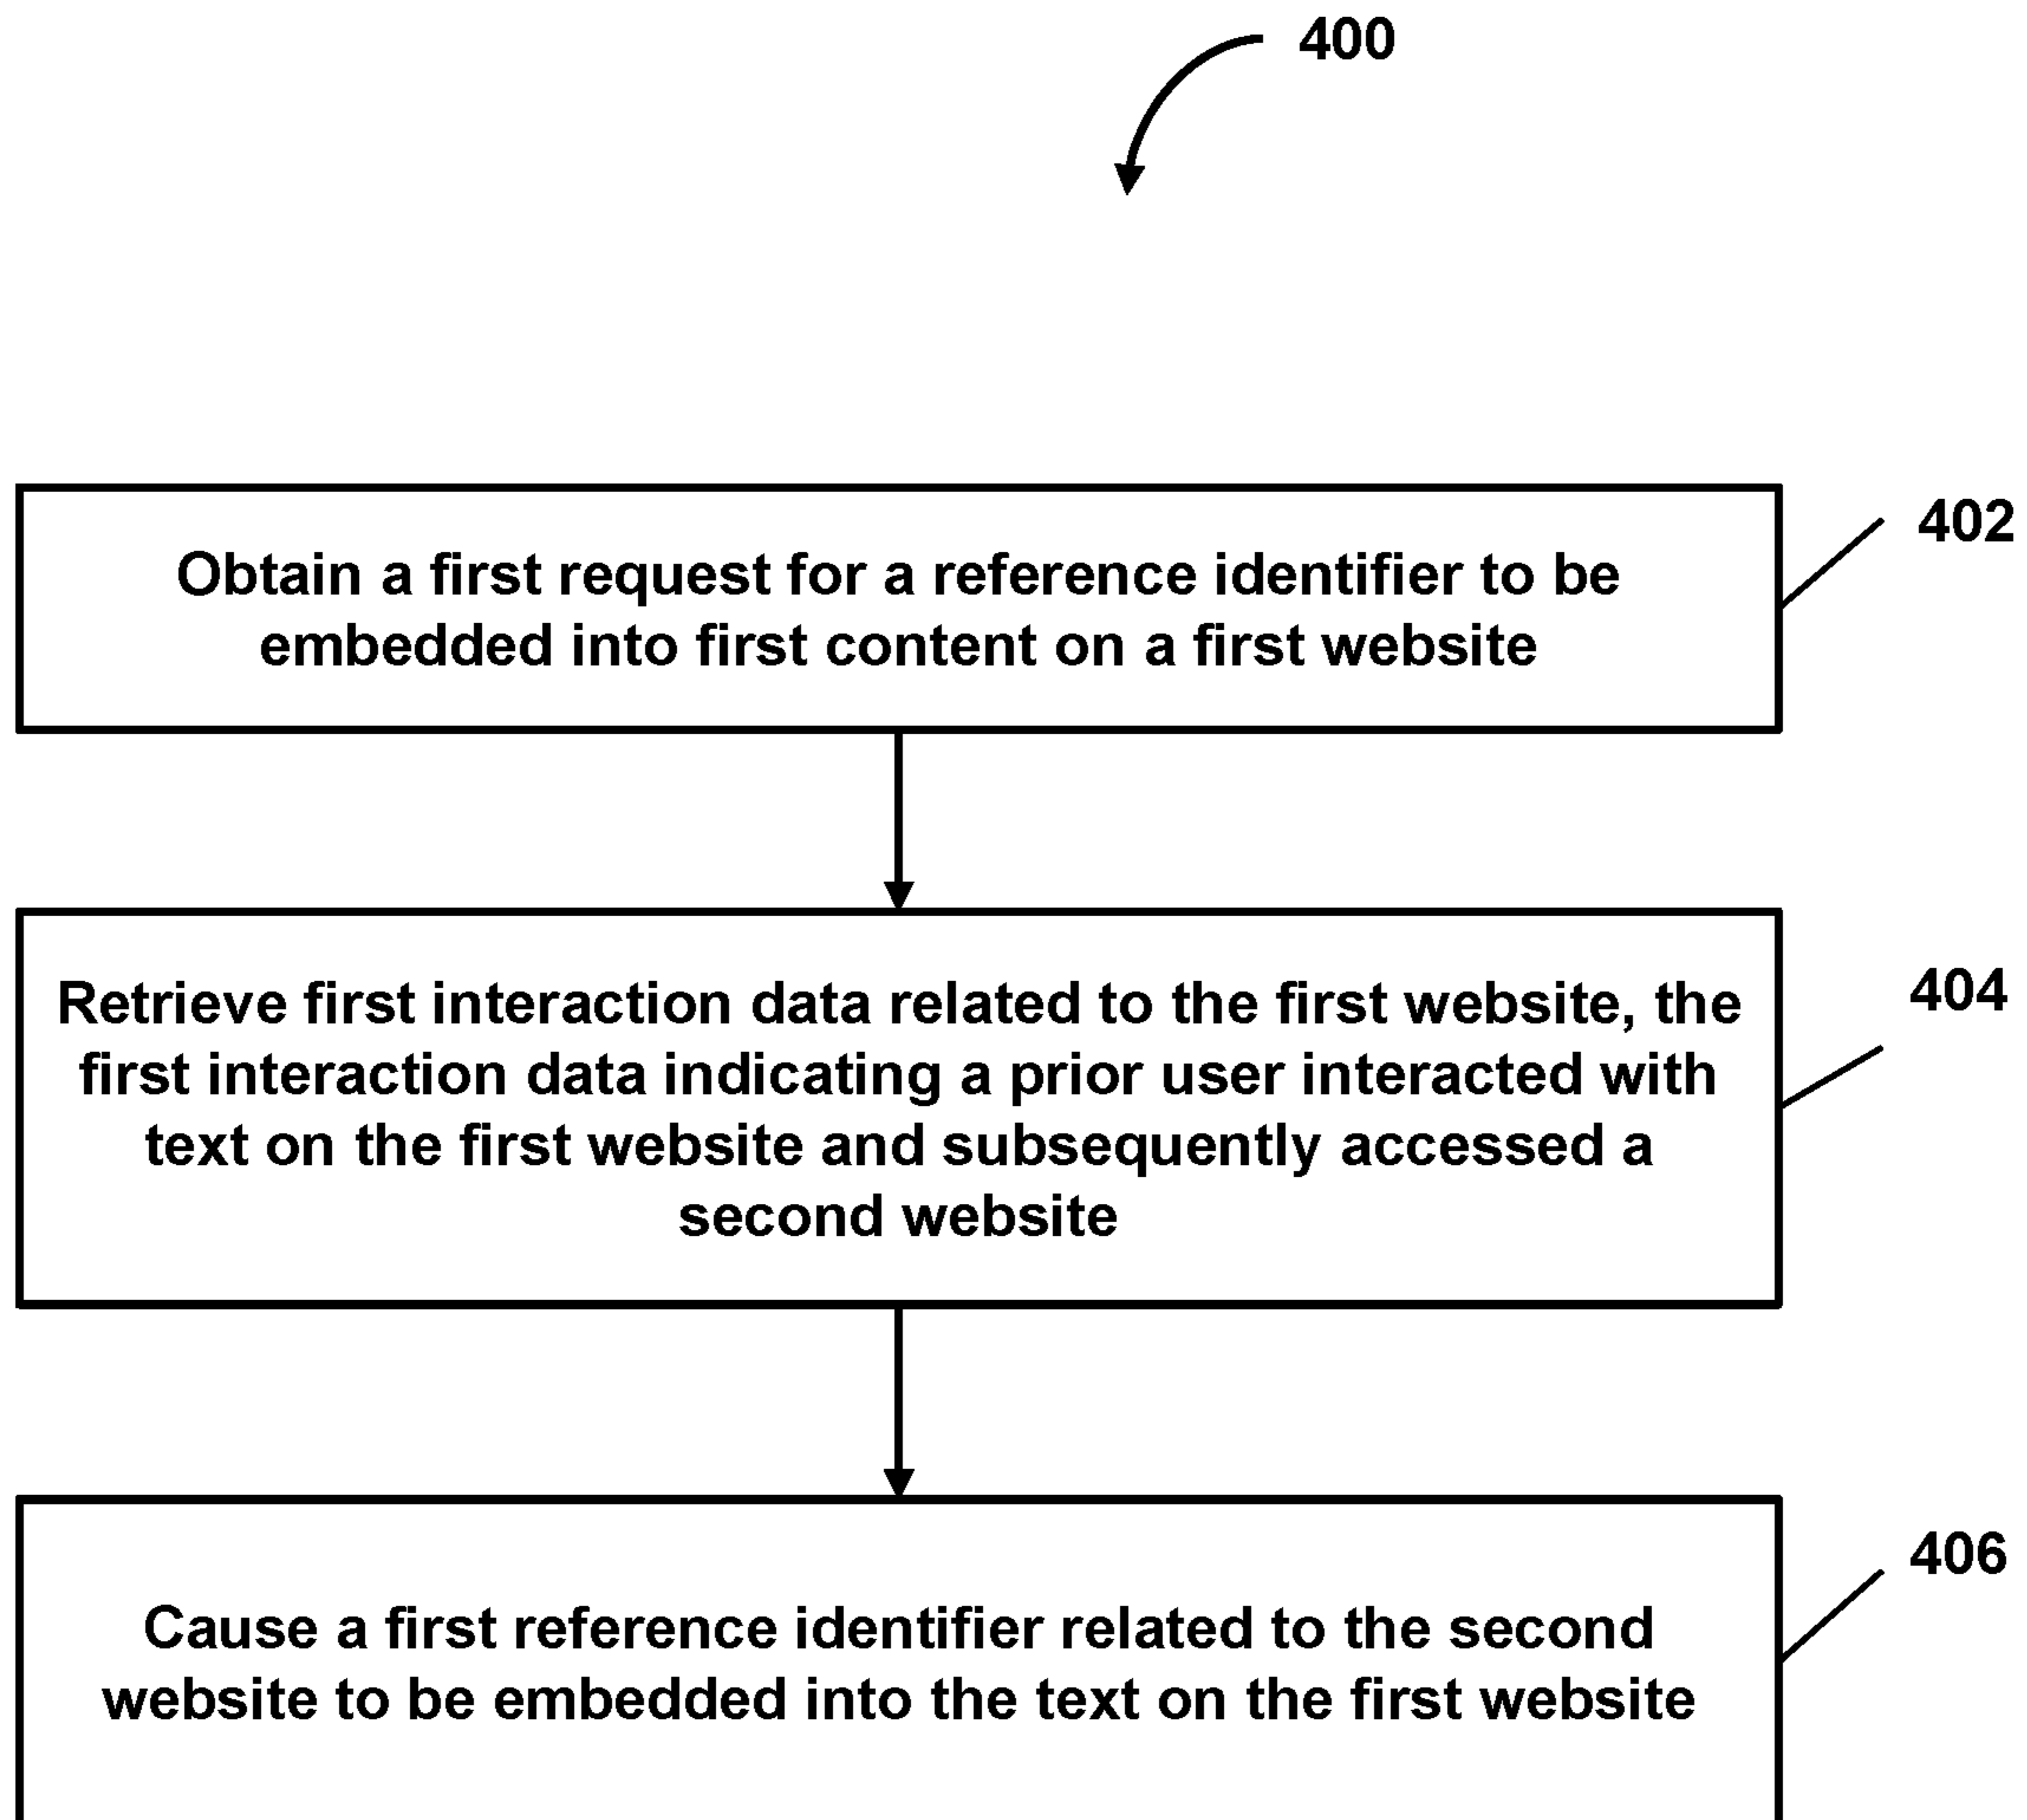 400
Obtain a first request for a reference identifier to be
embedded into first content on a first website
402
Retrieve first interaction data related to the first website, the
first interaction data indicating a prior user interacted with
text on the first website and subsequently accessed a
second website
404
Cause a first reference identifier related to the second
website to be embedded into the text on the first website
406